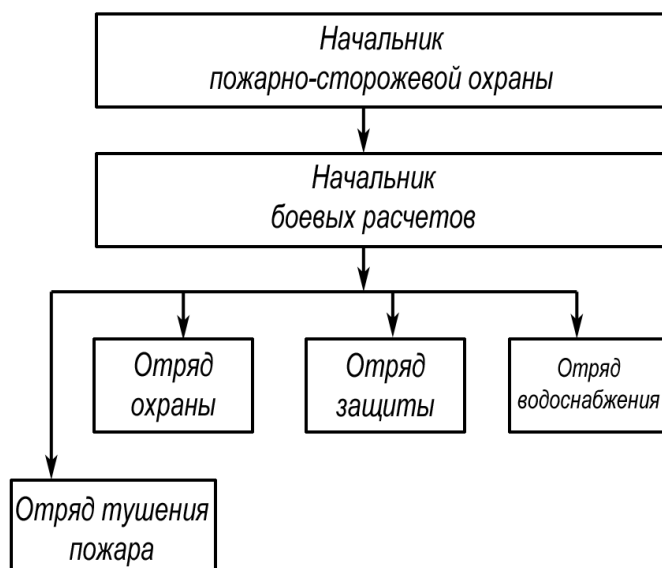 Начальник
пожарно-сторожевой охраны
Начальник
боевых расчетов
Отряд
охраны
Отряд
защиты
Отряд
водоснабжения
Отряд тушения
пожара